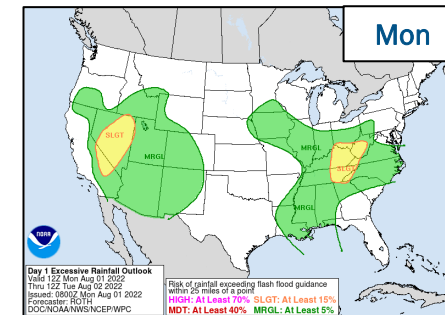 Mon
SLGT
MRGL
MRGL
SLGT
MRGL
NOAA
Day 1 Excessive Rainfall Outlook
Valid 12Z Mon Aug 01 2022
Thru 12Z Tue Aug 02 2022
Issued: 0800Z Mon Aug 01 2022
Forecaster: ROTH
DOC/NOAA/NWS/NCEP/WPC
Risk of rainfall exceeding flash flood guidance
within 25 miles of a point
HIGH: At Least 70% SLGT: At Least 15%
MDT: At Least 40% MRGL: At Least 5%